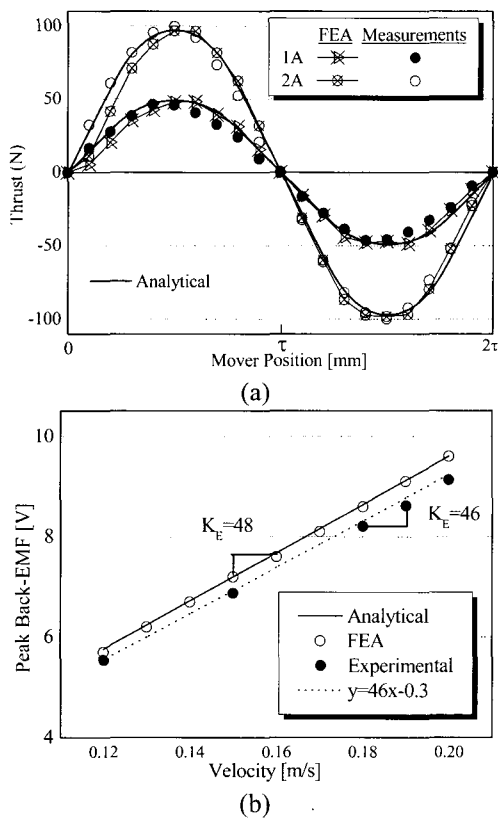 100
50
0
-50
-100
Thrust (N)
FEA Measurements
1A
2A
Analytical
0 τ 2τ
Mover Position [mm]
(a)
10
8
6
4
Peak Back-EMF [V]
K_E=48
K_E=46
Analytical
FEA
Experimental
y=46x-0.3
0.12 0.14 0.16 0.18 0.20
Velocity [m/s]
(b)